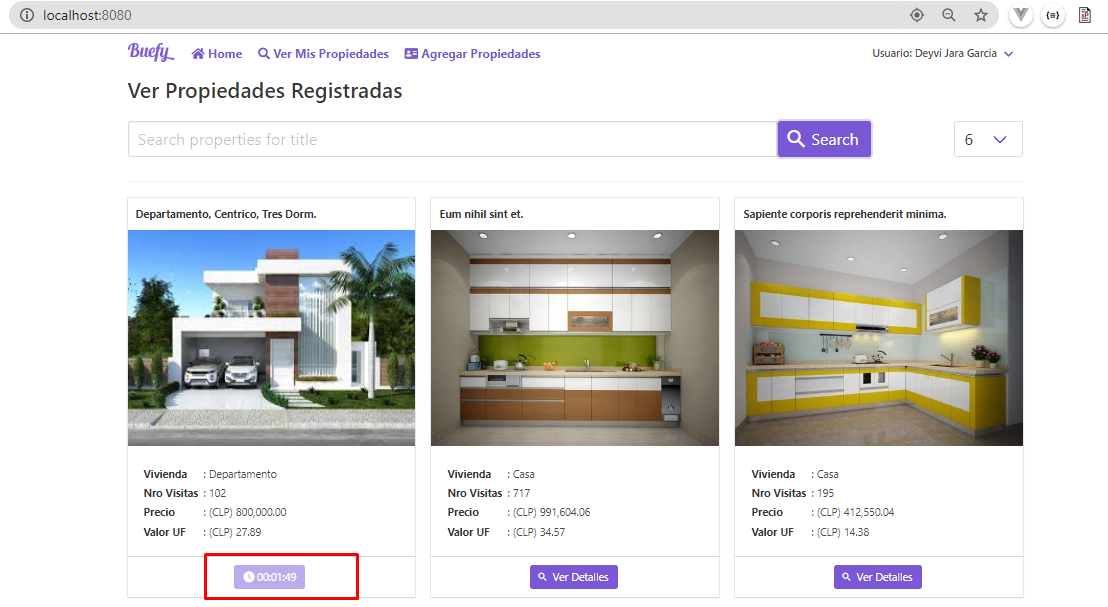 localhost:8080
Buefy Home Ver Mis Propiedades Agregar Propiedades Usuario: Deyvi Jara Garcia
Ver Propiedades Registradas
Search properties for title Search 6
Departamento, Centrico, Tres Dorm.
Vivienda : Departamento
Nro Visitas : 102
Precio : (CLP) 800,000.00
Valor UF : (CLP) 27.89
00:01:49
Eum nihil sint et.
Vivienda : Casa
Nro Visitas : 717
Precio : (CLP) 991,604.06
Valor UF : (CLP) 34.57
Ver Detalles
Sapiente corporis reprehenderit minima.
Vivienda : Casa
Nro Visitas : 195
Precio : (CLP) 412,550.04
Valor UF : (CLP) 14.38
Ver Detalles